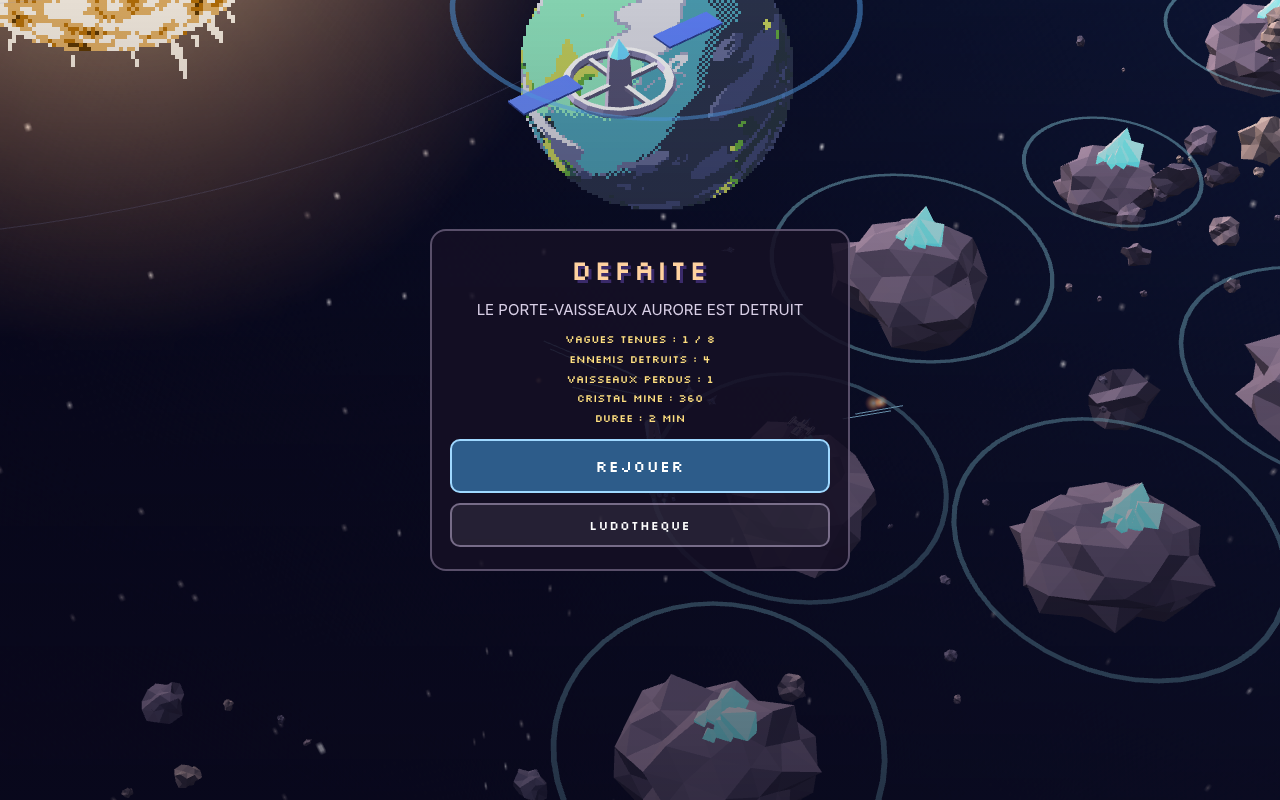 DEFAITE
LE PORTE-VAISSEAUX AURORE EST DETRUIT
VAGUES TENUES : 1 / 8
ENNEMIS DETRUITS : 4
VAISSEAUX PERDUS : 1
CRISTAL MINE : 360
DUREE : 2 MIN
REJOUER
LUDOTHEQUE